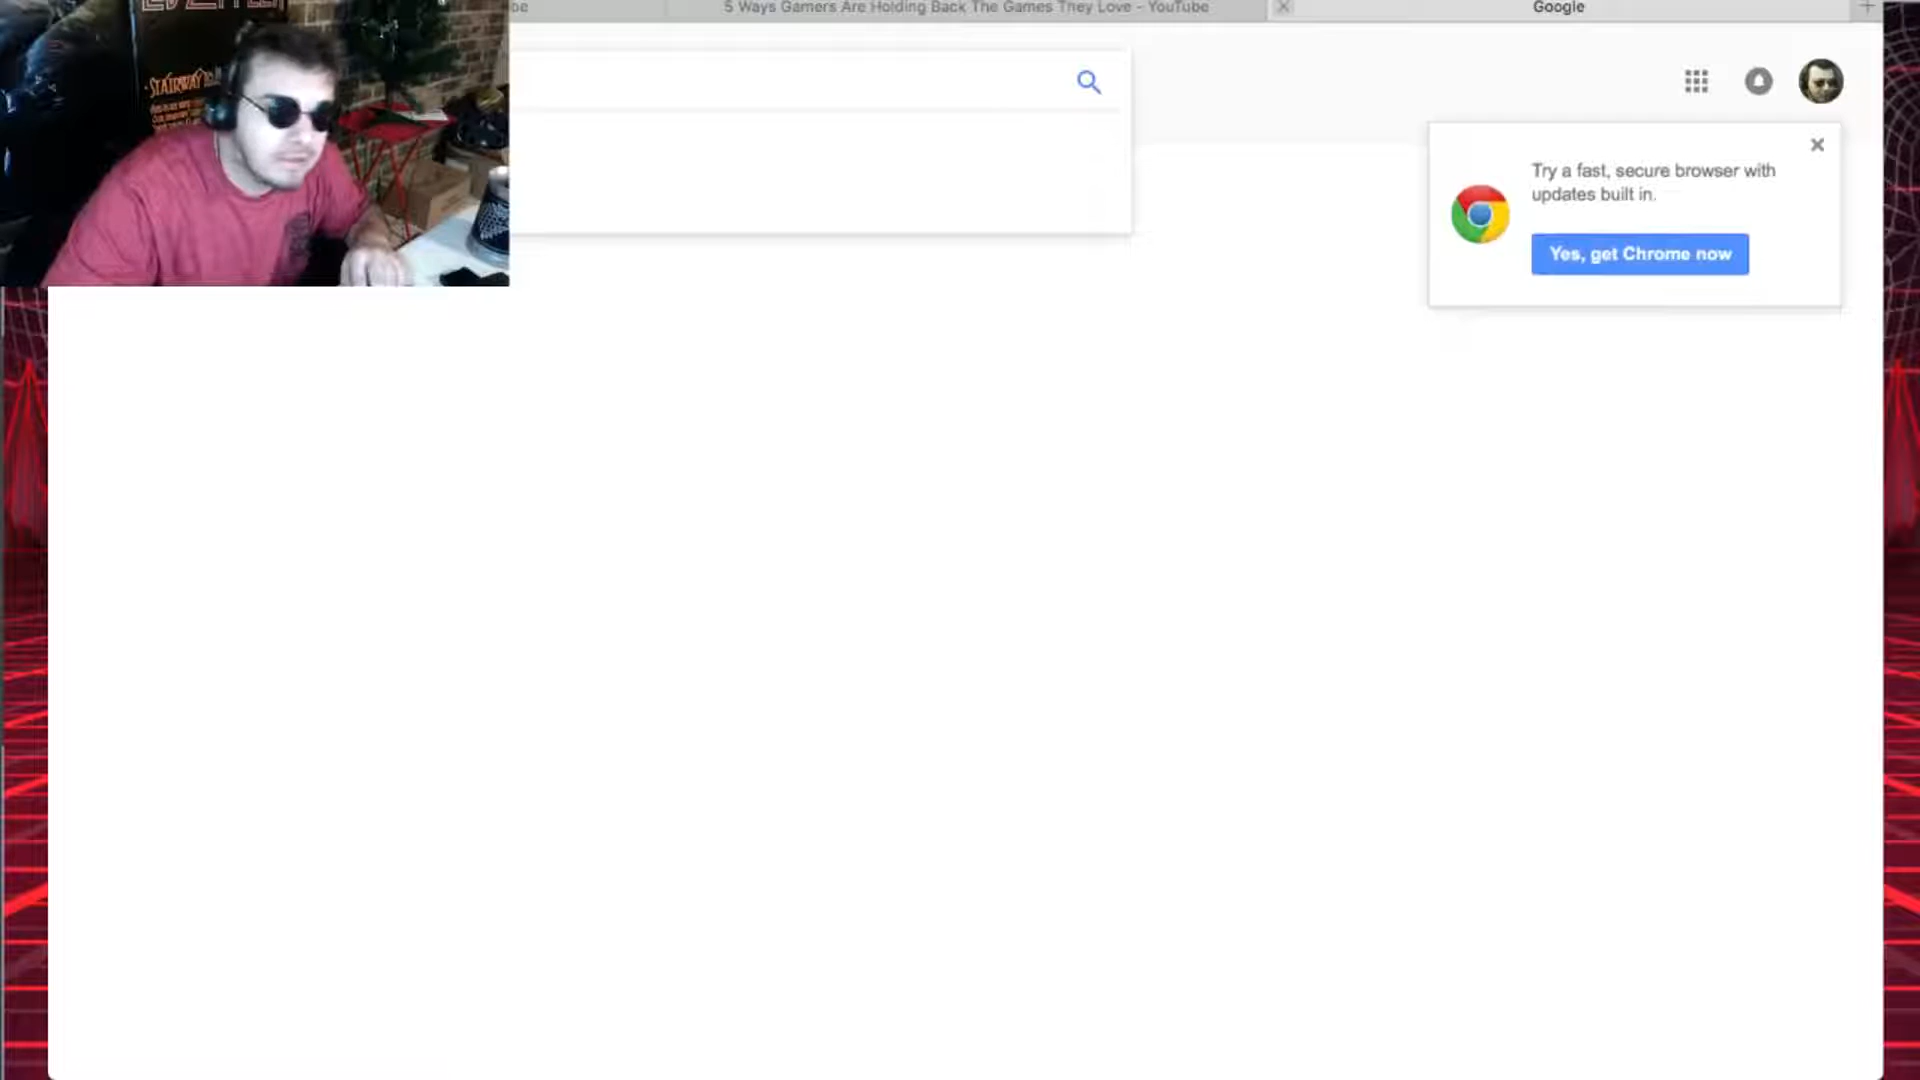 5 Ways Gamers Are Holding Back The Games They Love - YouTube
Google
STAIRWAY
Try a fast, secure browser with
updates built in.
Yes, get Chrome now